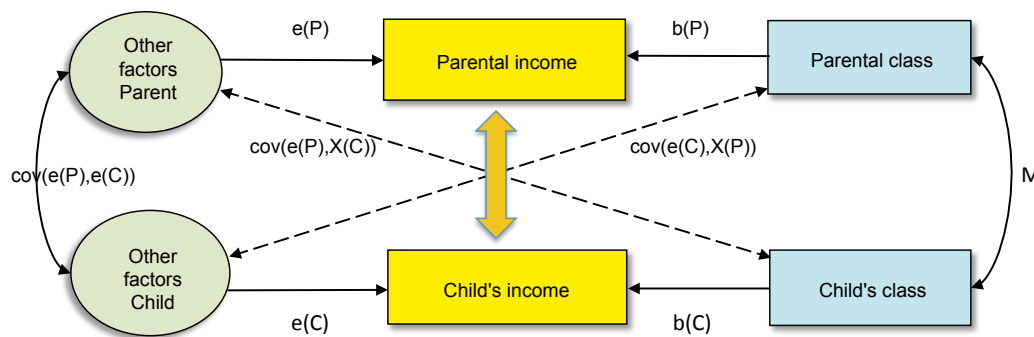 e(P)
b(P)
Other
factors
Parent
Parental income
Parental class
cov(e(P),X(C))
cov(e(C),X(P))
cov(e(P),e(C))
M
Other
factors
Child
Child's income
Child's class
e(C)
b(C)